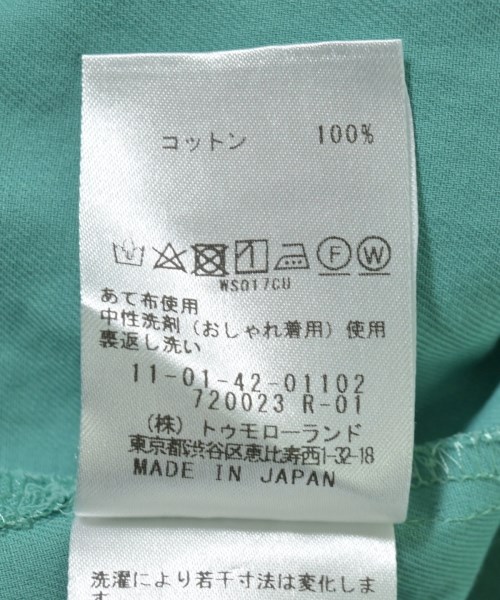 コットン 100%
F W
WS017CU
あて布使用
中性洗剤（おしゃれ着用）使用
裏返し洗い
11-01-42-01102
720023 R-01
（株）トゥモローランド
東京都渋谷区恵比寿西1-32-18
MADE IN JAPAN
洗濯により若干寸法は変化しま
す